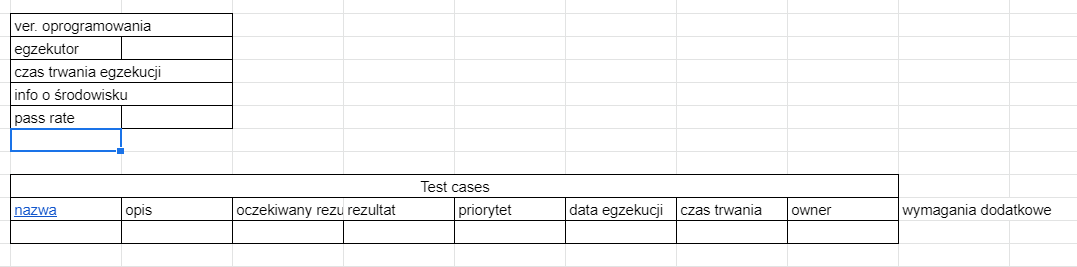 ver. oprogramowania
egzekutor
czas trwania egzekucji
info o środowisku
pass rate
Test cases
nazwa opis oczekiwany rezu rezultat priorytet data egzekucji czas trwania owner wymagania dodatkowe